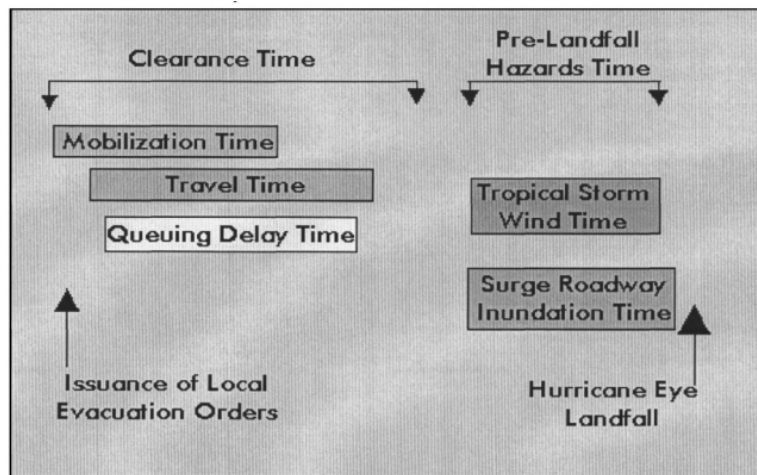 Clearance Time
Pre-Landfall
Hazards Time
Mobilization Time
Travel Time
Queuing Delay Time
Tropical Storm
Wind Time
Surge Roadway
Inundation Time
Issuance of Local
Evacuation Orders
Hurricane Eye
Landfall